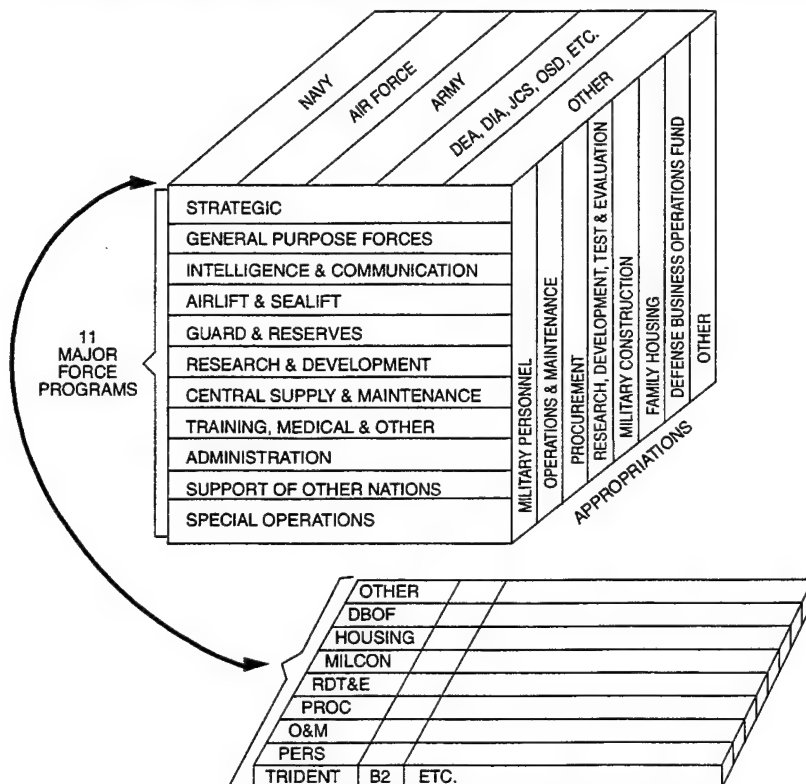 NAVY
AIR FORCE
ARMY
DEA, DIA, JCS, OSD, ETC.
OTHER
11
MAJOR
FORCE
PROGRAMS
STRATEGIC
GENERAL PURPOSE FORCES
INTELLIGENCE & COMMUNICATION
AIRLIFT & SEALIFT
GUARD & RESERVES
RESEARCH & DEVELOPMENT
CENTRAL SUPPLY & MAINTENANCE
TRAINING, MEDICAL & OTHER
ADMINISTRATION
SUPPORT OF OTHER NATIONS
SPECIAL OPERATIONS
MILITARY PERSONNEL
OPERATIONS & MAINTENANCE
PROCUREMENT
RESEARCH, DEVELOPMENT, TEST & EVALUATION
MILITARY CONSTRUCTION
FAMILY HOUSING
DEFENSE BUSINESS OPERATIONS FUND
OTHER
APPROPRIATIONS
OTHER
DBOF
HOUSING
MILCON
RDT&E
PROC
O&M
PERS
TRIDENT B2 ETC.